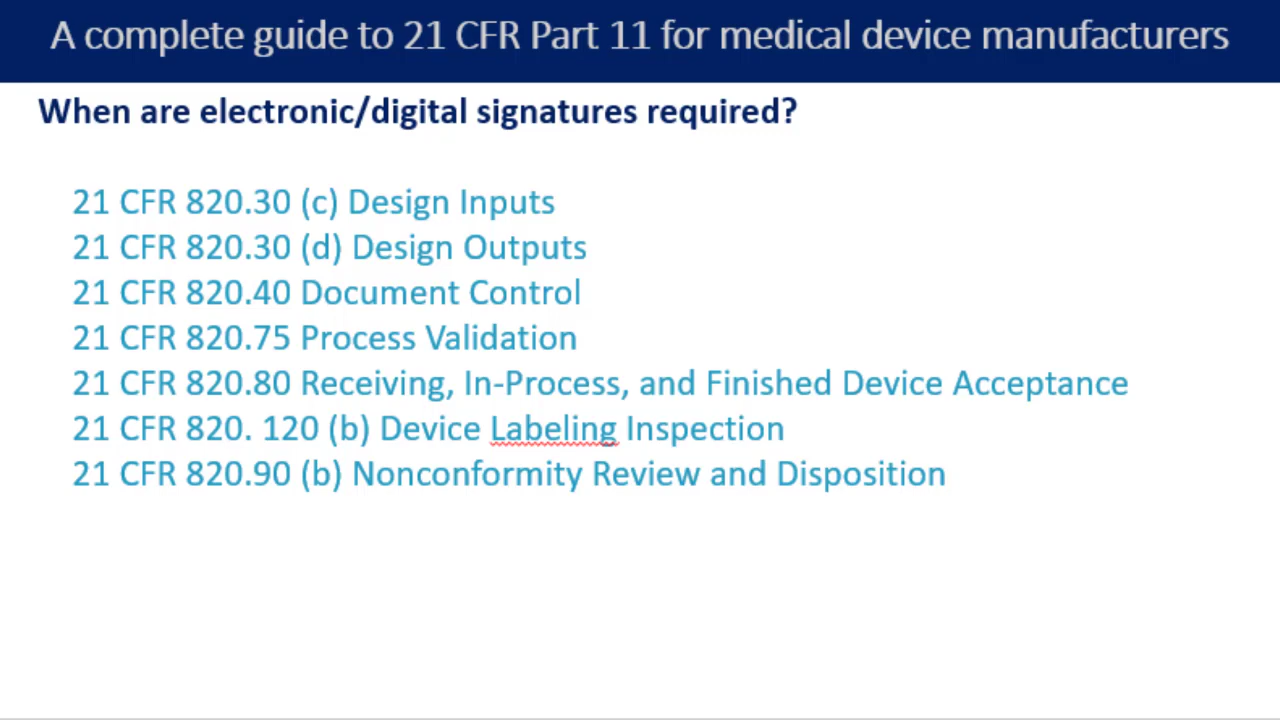 A complete guide to 21 CFR Part 11 for medical device manufacturers
When are electronic/digital signatures required?
21 CFR 820.30 (c) Design Inputs
21 CFR 820.30 (d) Design Outputs
21 CFR 820.40 Document Control
21 CFR 820.75 Process Validation
21 CFR 820.80 Receiving, In-Process, and Finished Device Acceptance
21 CFR 820. 120 (b) Device Labeling Inspection
21 CFR 820.90 (b) Nonconformity Review and Disposition